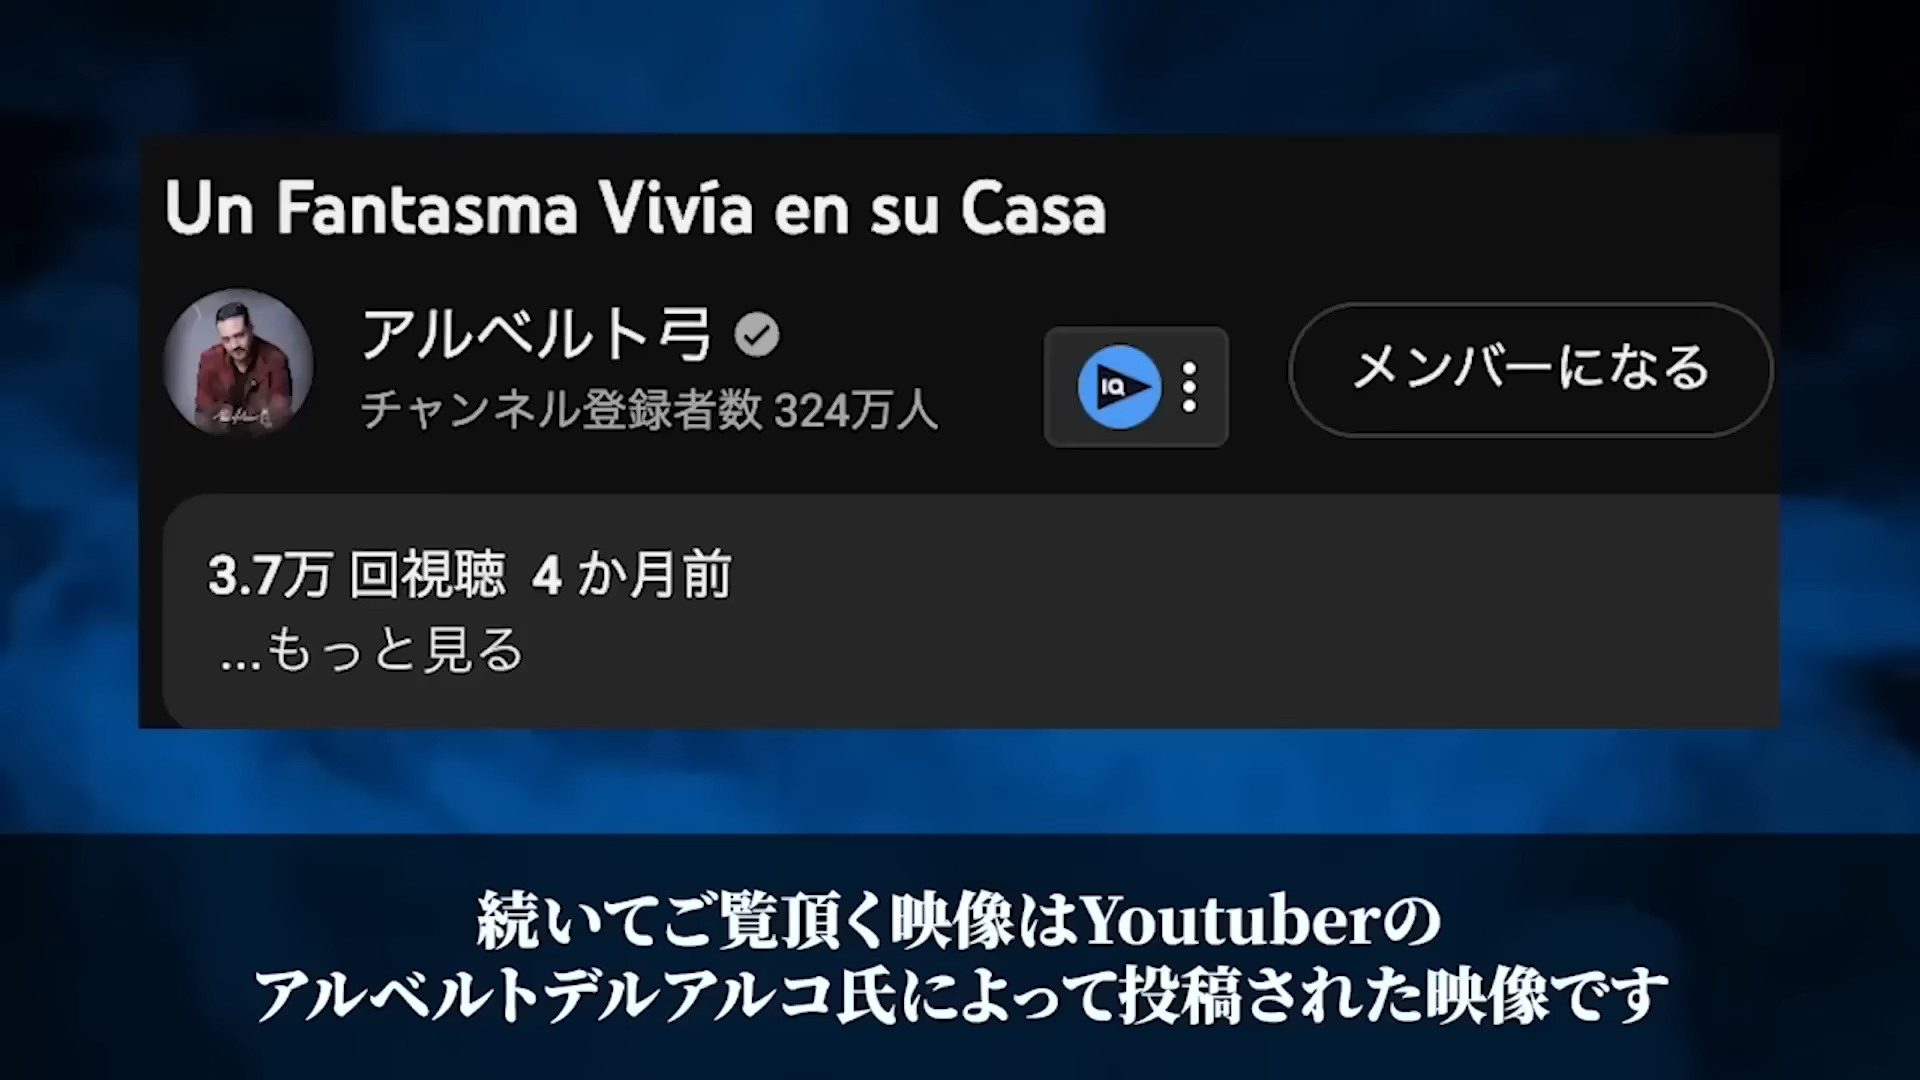 Un Fantasma Vivía en su Casa
アルベルト弓
チャンネル登録者数 324万人
IQ
メンバーになる
3.7万 回視聴 4 か月前
...もっと見る
続いてご覧頂く映像はYoutuberの
アルベルトデルアルコ氏によって投稿された映像です